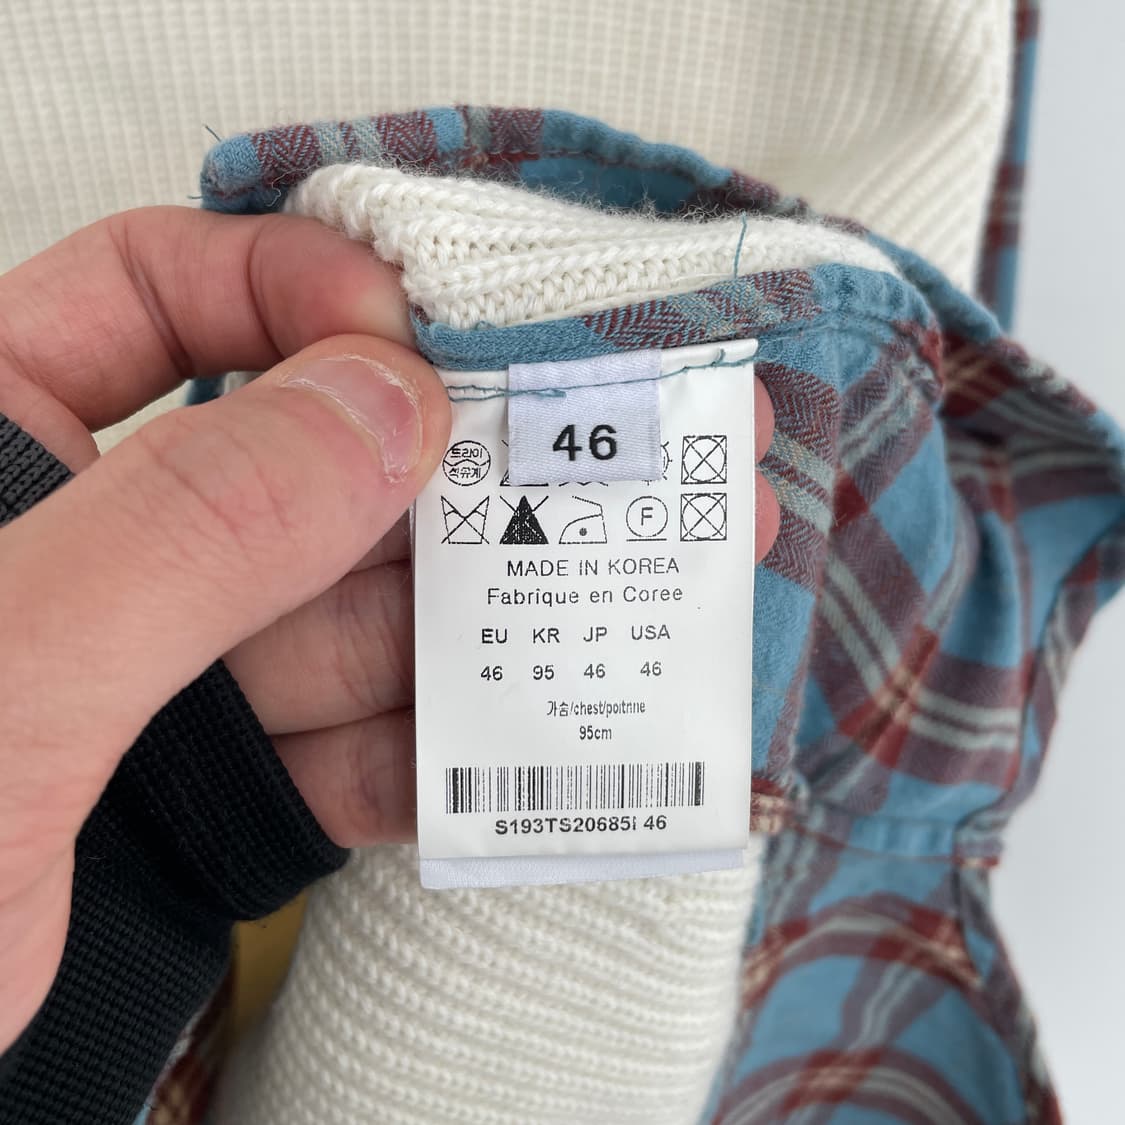 46
드라이
석유계
F
MADE IN KOREA
Fabrique en Coree
EU KR JP USA
46 95 46 46
가슴/chest/poitrine
95cm
S193TS20685I 46